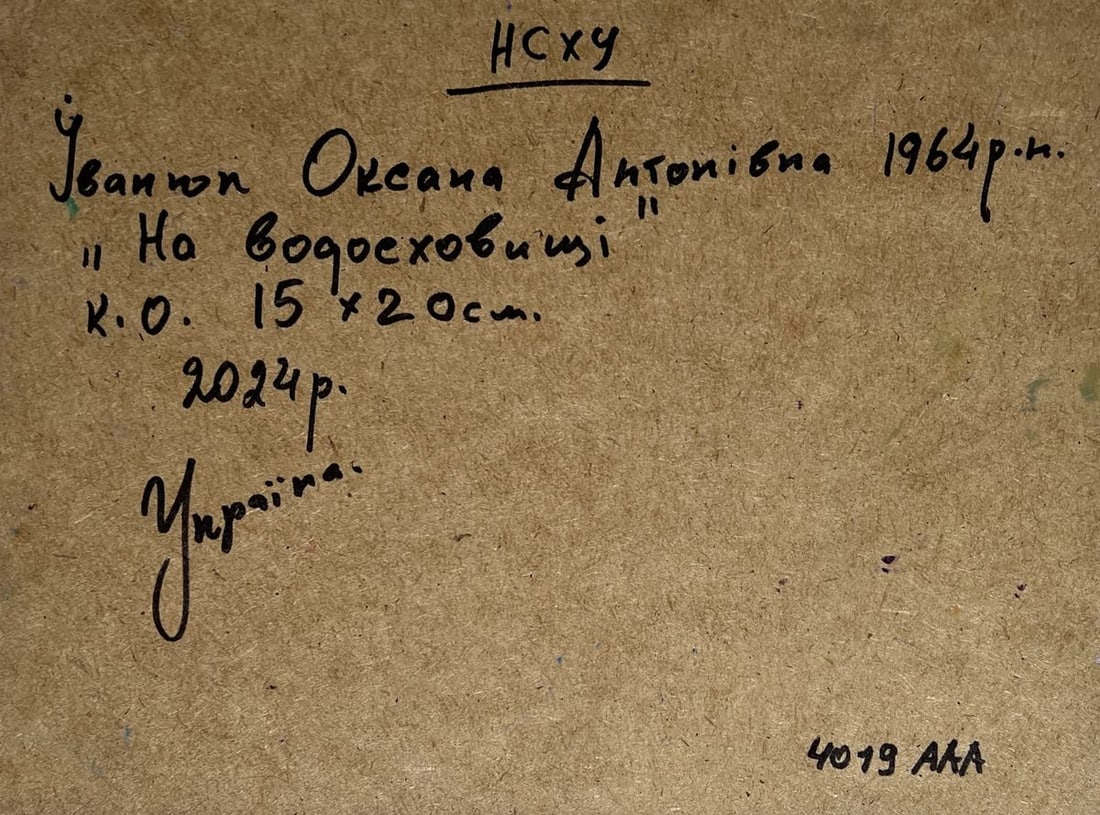 НСХУ
Іванюк Оксана Антонівна 1964р.н.
„На водосховищі"
к.о. 15 х 20см.
2024р.
Україна.
4019 ААА